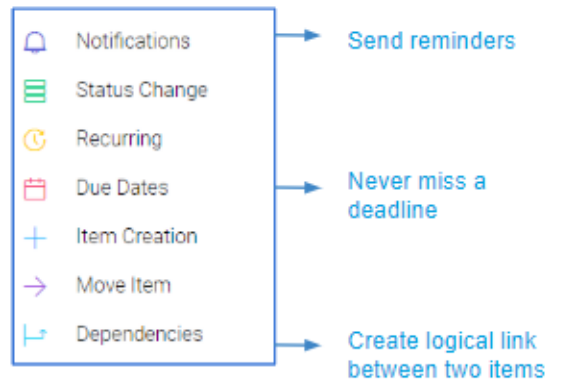 Notifications
Send reminders
Status Change
Recurring
Due Dates
Never miss a
deadline
Item Creation
Move Item
Dependencies
Create logical link
between two items